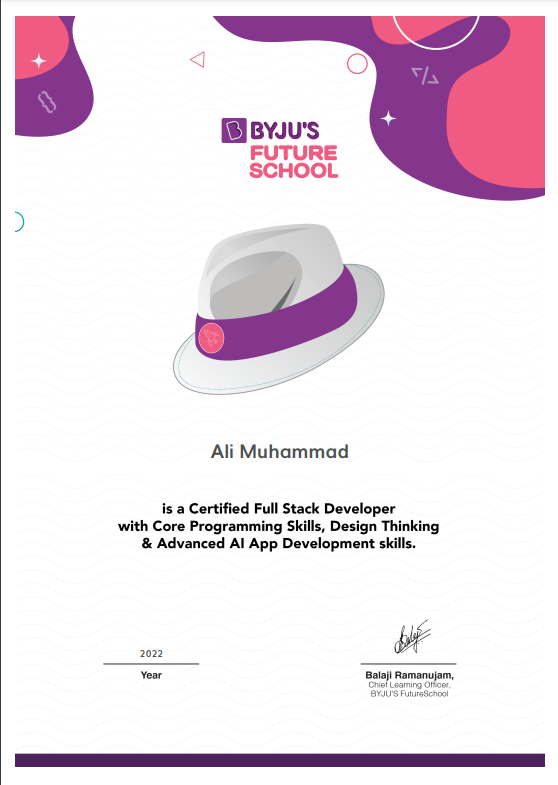 BYJU'S
FUTURE
SCHOOL
Ali Muhammad
is a Certified Full Stack Developer
with Core Programming Skills, Design Thinking
& Advanced AI App Development skills.
2022
Year
Balaji Ramanujam,
Chief Learning Officer,
BYJU'S FutureSchool